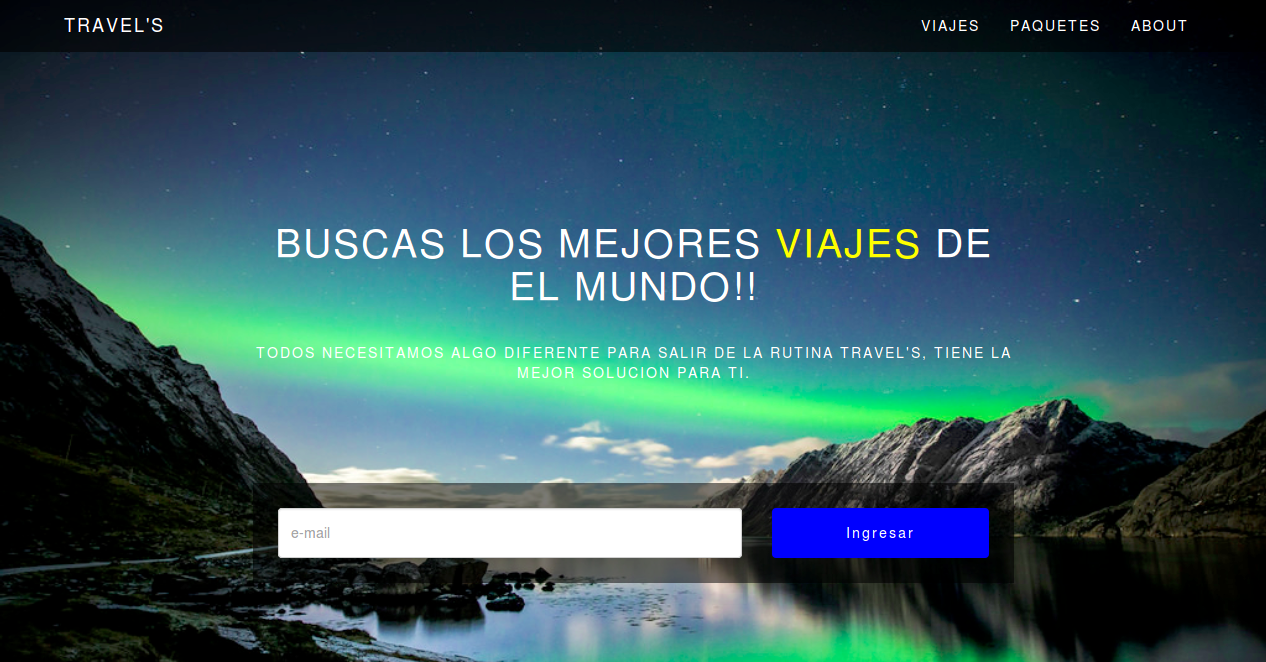 TRAVEL'S
VIAJES PAQUETES ABOUT
BUSCAS LOS MEJORES VIAJES DE
EL MUNDO!!
TODOS NECESITAMOS ALGO DIFERENTE PARA SALIR DE LA RUTINA TRAVEL'S, TIENE LA
MEJOR SOLUCION PARA TI.
e-mail
Ingresar